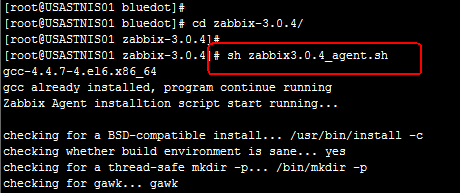 [root@USASTNIS01 bluedot]#
[root@USASTNIS01 bluedot]# cd zabbix-3.0.4/
[root@USASTNIS01 zabbix-3.0.4]#
[root@USASTNIS01 zabbix-3.0.4]# sh zabbix3.0.4_agent.sh
gcc-4.4.7-4.el6.x86_64
gcc already installed, program continue running
Zabbix Agent installtion script start running...
checking for a BSD-compatible install... /usr/bin/install -c
checking whether build environment is sane... yes
checking for a thread-safe mkdir -p... /bin/mkdir -p
checking for gawk... gawk